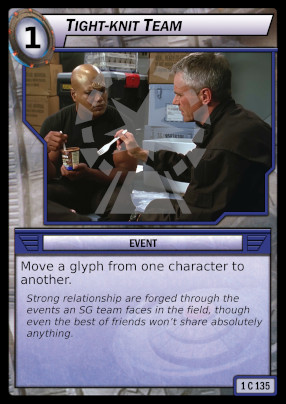 1
TIGHT-KNIT TEAM
EVENT
Move a glyph from one character to
another.
Strong relationship are forged through the
events an SG team faces in the field, though
even the best of friends won't share absolutely
anything.
1 C 135